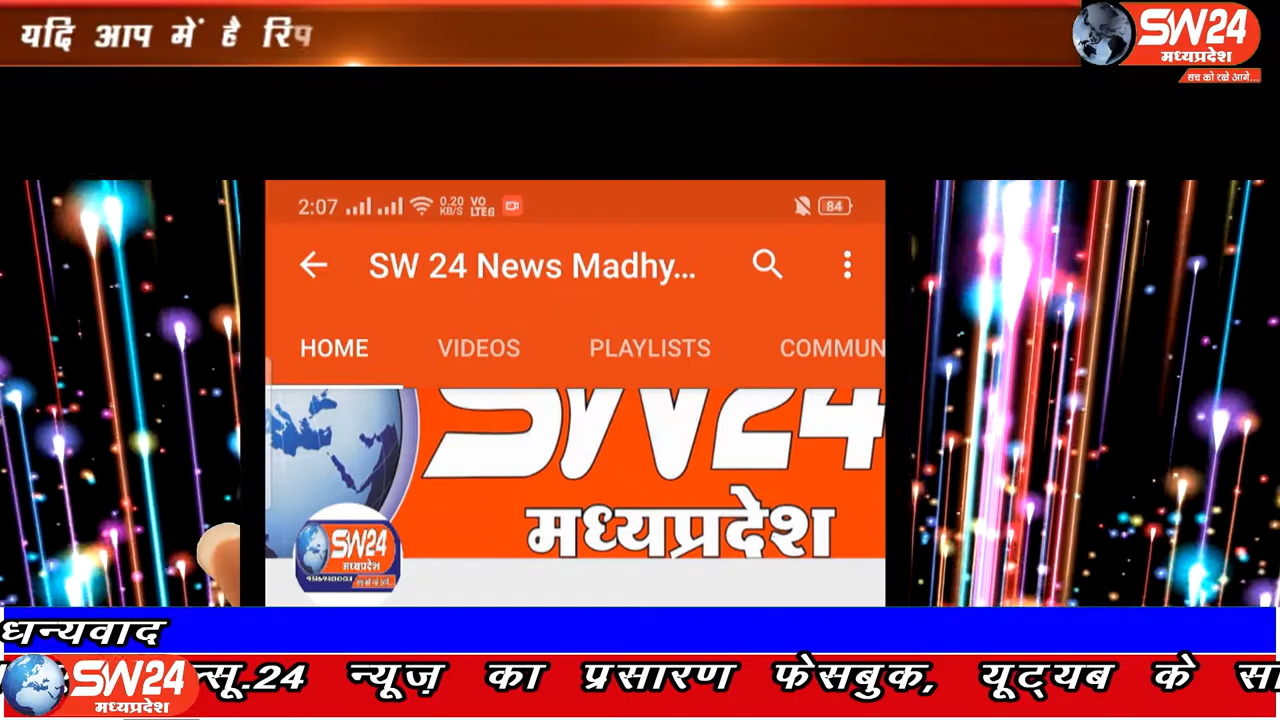 यदि आप में है रिप
SW24
मध्यप्रदेश
सच को रखे आगे...
2:07 0.20 KB/S VO LTE 84
SW 24 News Madhy...
HOME VIDEOS PLAYLISTS COMMUN
SW24
मध्यप्रदेश
SW24
मध्यप्रदेश
धन्यवाद
SW24
मध्यप्रदेश
त्सू.24 न्यूज़ का प्रसारण फेसबुक, यूट्यब के सा